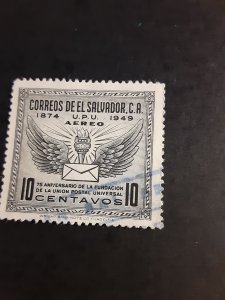 CORREOS DE EL SALVADOR, C.A.
1874 U.P.U. 1949
AEREO
75 ANIVERSARIO DE LA FUNDACION
10 DE LA UNION POSTAL UNIVERSAL 10
CENTAVOS